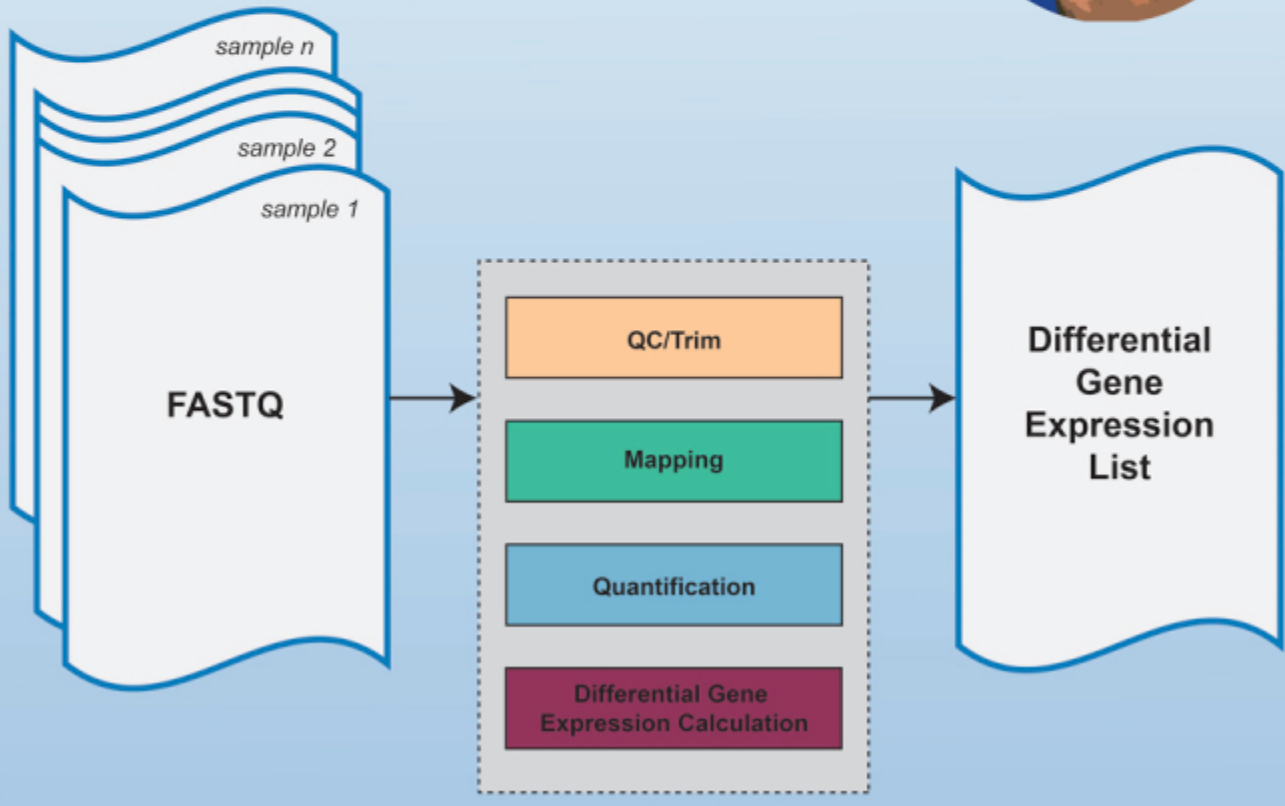 sample n
sample 2
sample 1
FASTQ
QC/Trim
Mapping
Quantification
Differential Gene
Expression Calculation
Differential
Gene
Expression
List